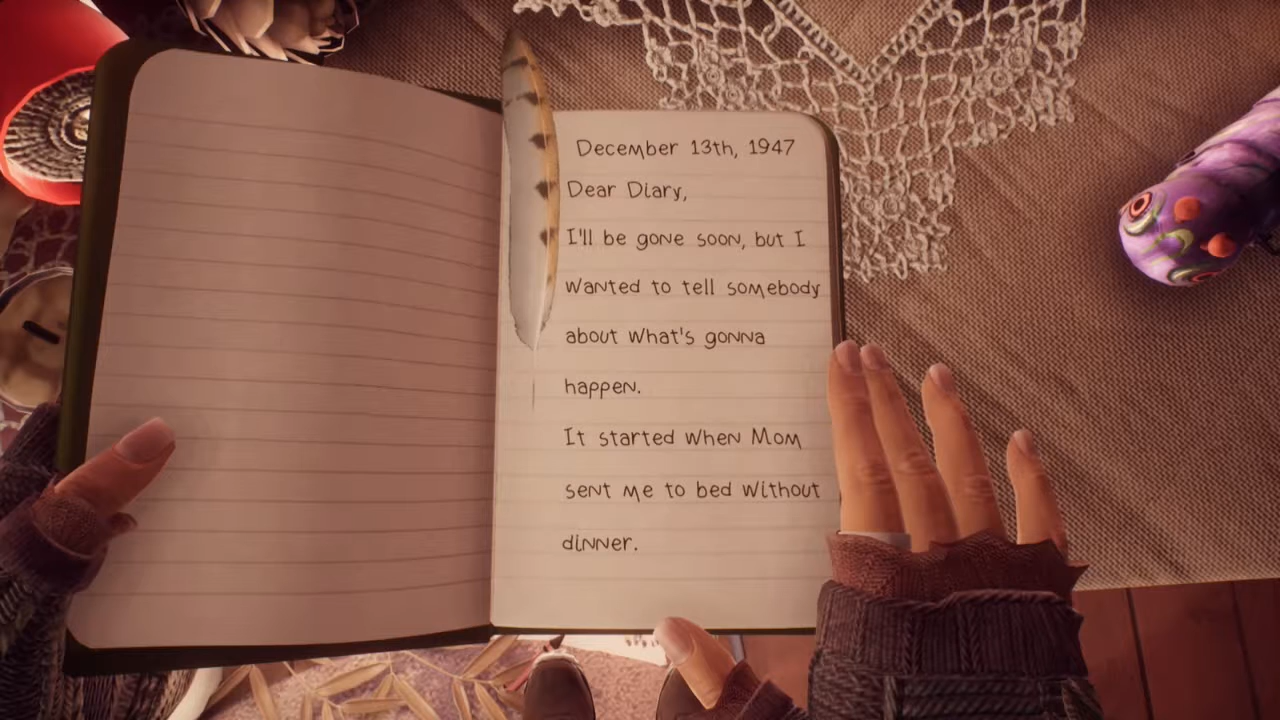 December 13th, 1947
Dear Diary,
I'll be gone soon, but I
wanted to tell somebody
about what's gonna
happen.
It started when Mom
sent me to bed without
dinner.